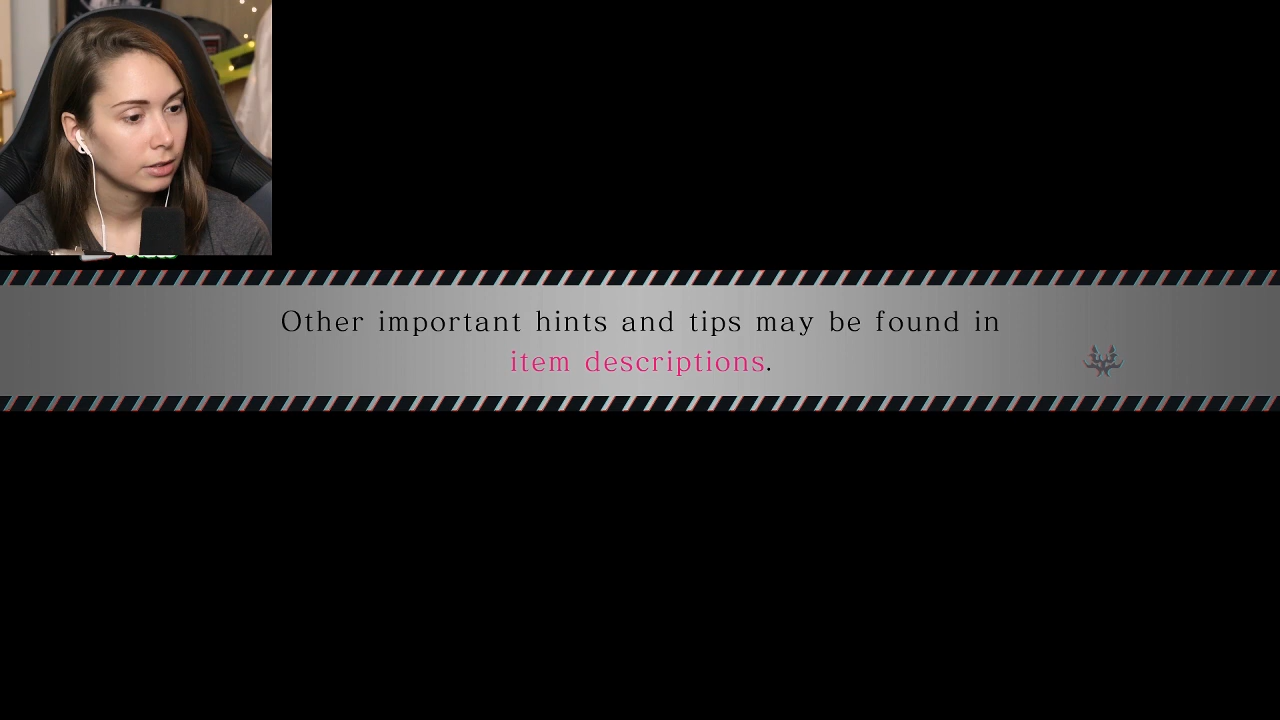 Other important hints and tips may be found in
item descriptions.